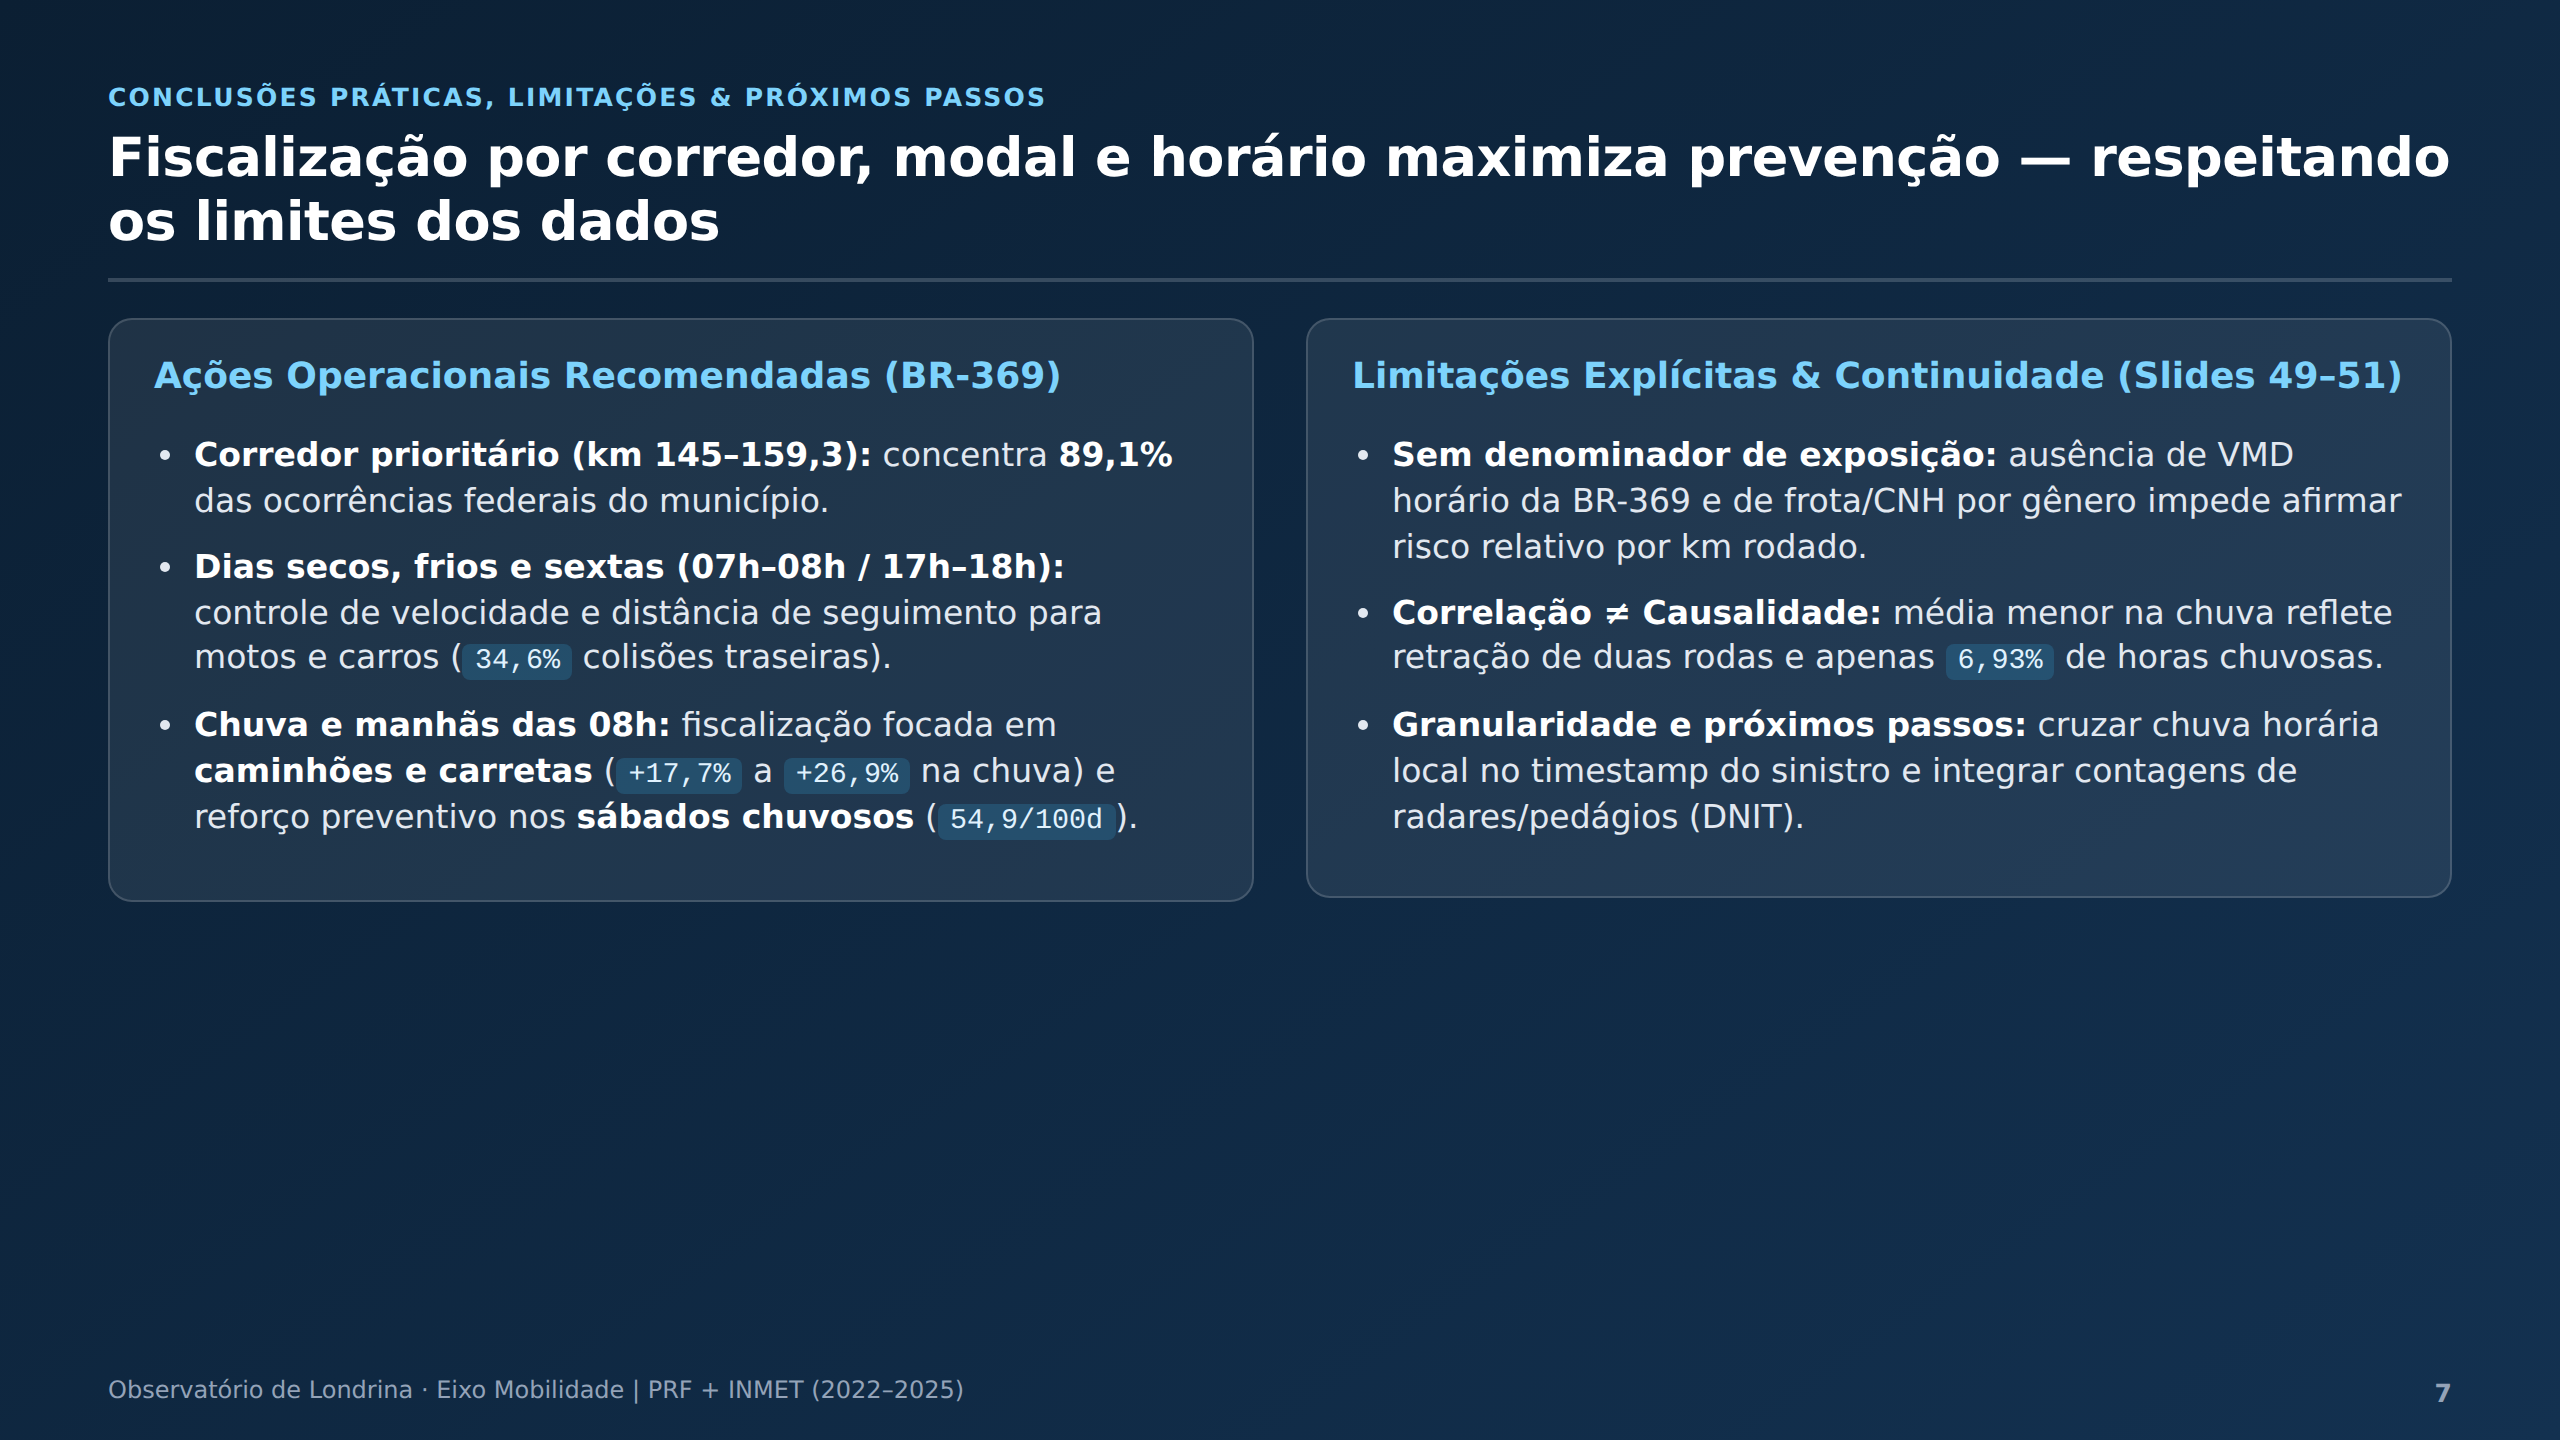 CONCLUSÕES PRÁTICAS, LIMITAÇÕES & PRÓXIMOS PASSOS
Fiscalização por corredor, modal e horário maximiza prevenção — respeitando
os limites dos dados
Ações Operacionais Recomendadas (BR-369)
• Corredor prioritário (km 145–159,3): concentra 89,1%
das ocorrências federais do município.
• Dias secos, frios e sextas (07h–08h / 17h–18h):
controle de velocidade e distância de seguimento para
motos e carros (34,6% colisões traseiras).
• Chuva e manhãs das 08h: fiscalização focada em
caminhões e carretas (+17,7% a +26,9% na chuva) e
reforço preventivo nos sábados chuvosos (54,9/100d).
Limitações Explícitas & Continuidade (Slides 49–51)
• Sem denominador de exposição: ausência de VMD
horário da BR-369 e de frota/CNH por gênero impede afirmar
risco relativo por km rodado.
• Correlação ≠ Causalidade: média menor na chuva reflete
retração de duas rodas e apenas 6,93% de horas chuvosas.
• Granularidade e próximos passos: cruzar chuva horária
local no timestamp do sinistro e integrar contagens de
radares/pedágios (DNIT).
Observatório de Londrina · Eixo Mobilidade | PRF + INMET (2022–2025)
7